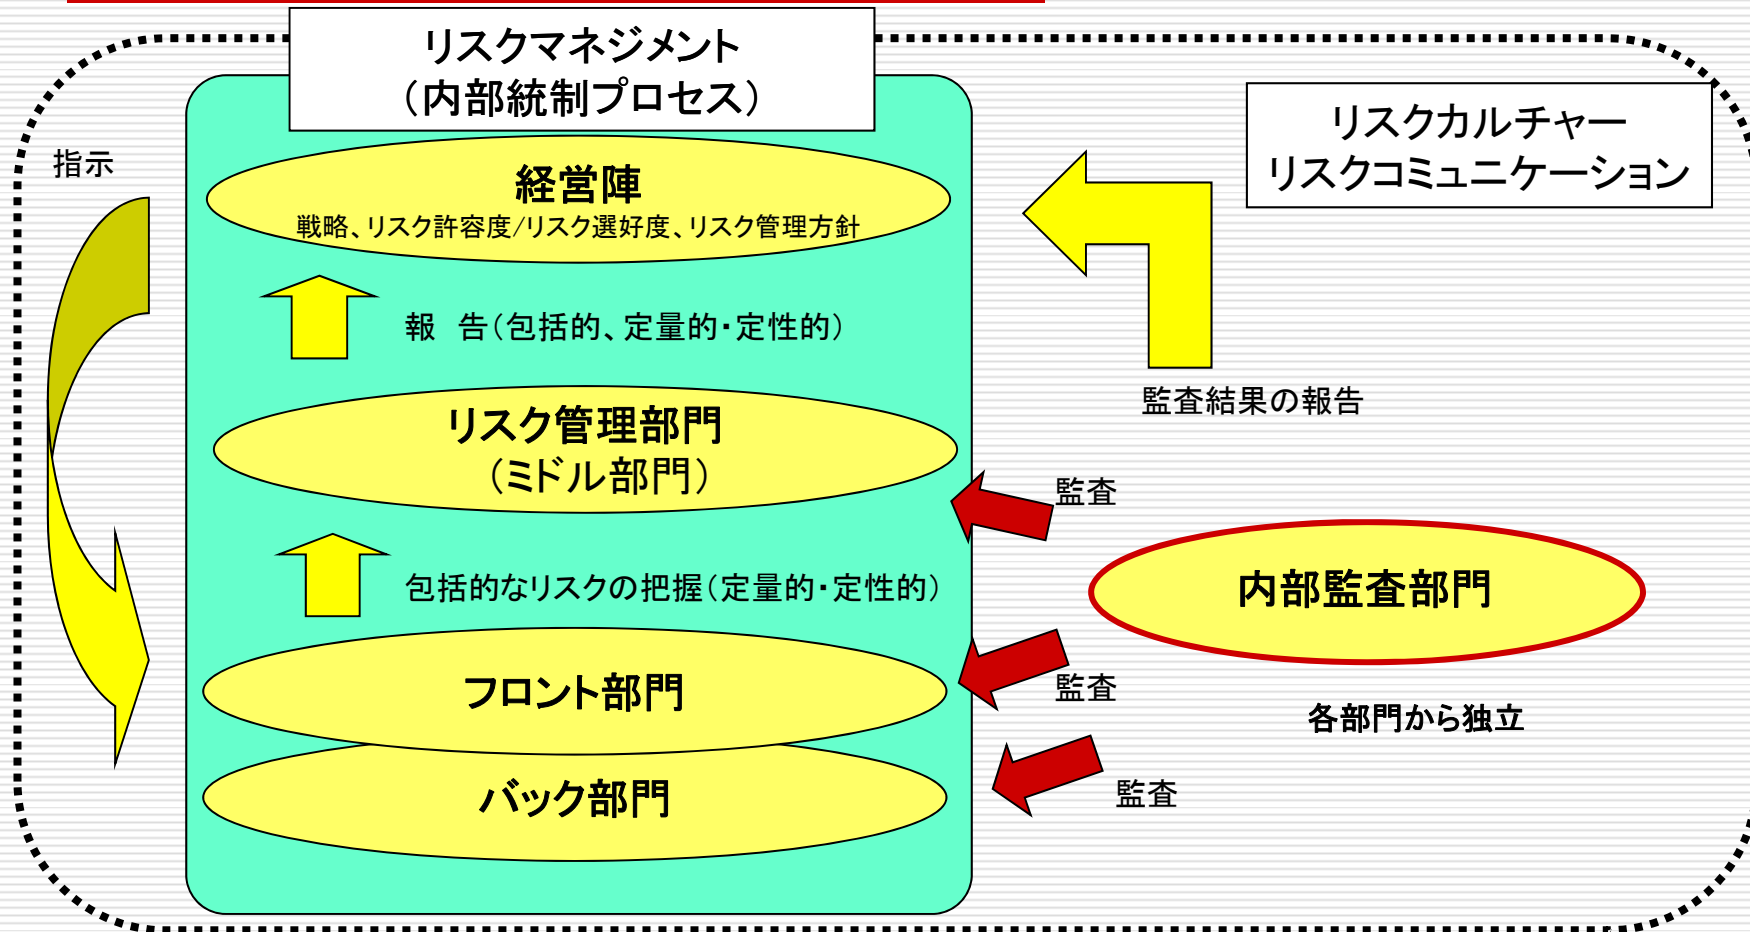 リスクマネジメント
（内部統制プロセス）
リスクカルチャー
リスクコミュニケーション
指示
経営陣
戦略、リスク許容度/リスク選好度、リスク管理方針
報　告（包括的、定量的・定性的）
監査結果の報告
リスク管理部門
（ミドル部門）
監査
包括的なリスクの把握（定量的・定性的）
内部監査部門
フロント部門
監査
各部門から独立
バック部門
監査